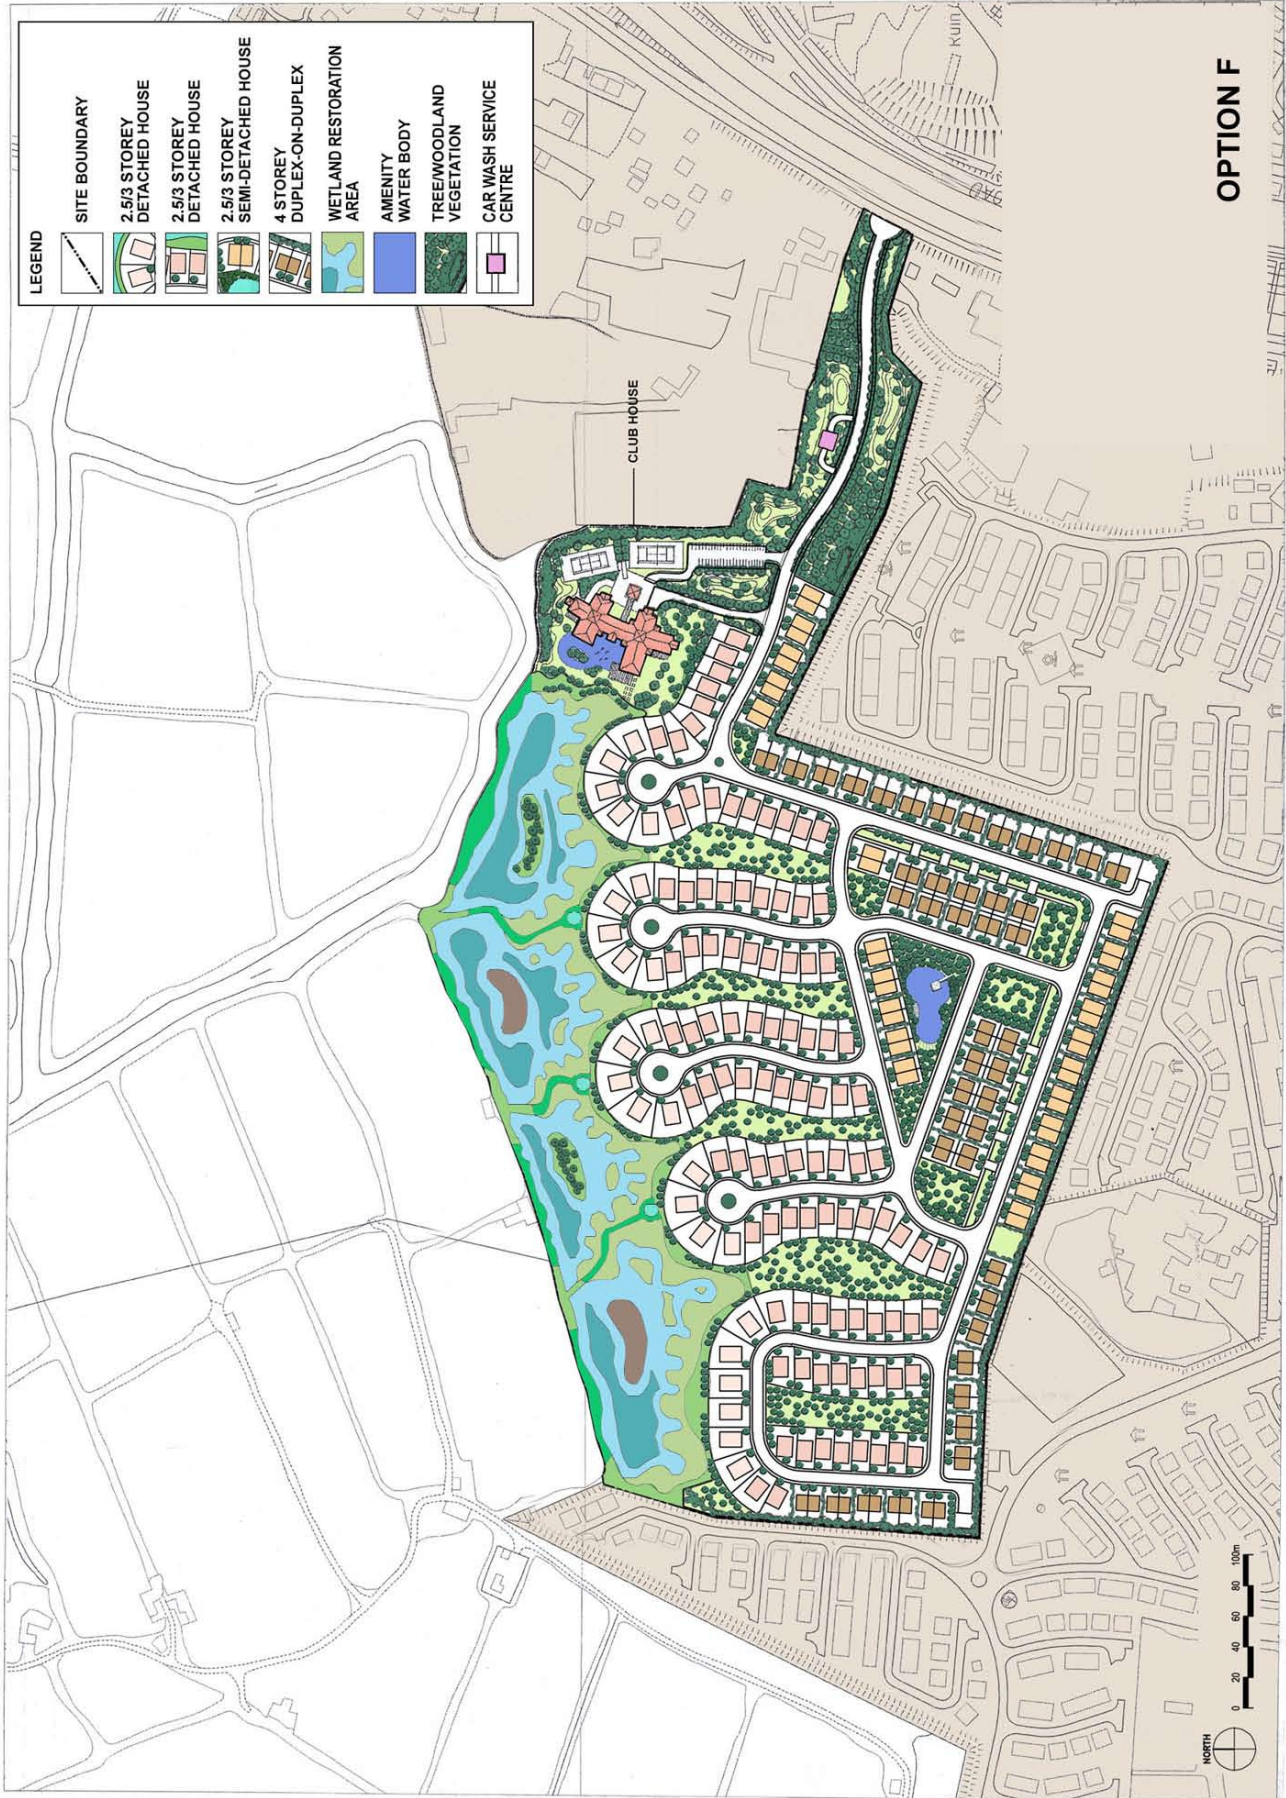 LEGEND
SITE BOUNDARY
2.5/3 STOREY
DETACHED HOUSE
2.5/3 STOREY
DETACHED HOUSE
2.5/3 STOREY
SEMI-DETACHED HOUSE
4 STOREY
DUPLEX-ON-DUPLEX
WETLAND RESTORATION
AREA
AMENITY
WATER BODY
TREE/WOODLAND
VEGETATION
CAR WASH SERVICE
CENTRE
CLUB HOUSE
Ruin
OPTION F
NORTH
0 20 40 60 80 100m